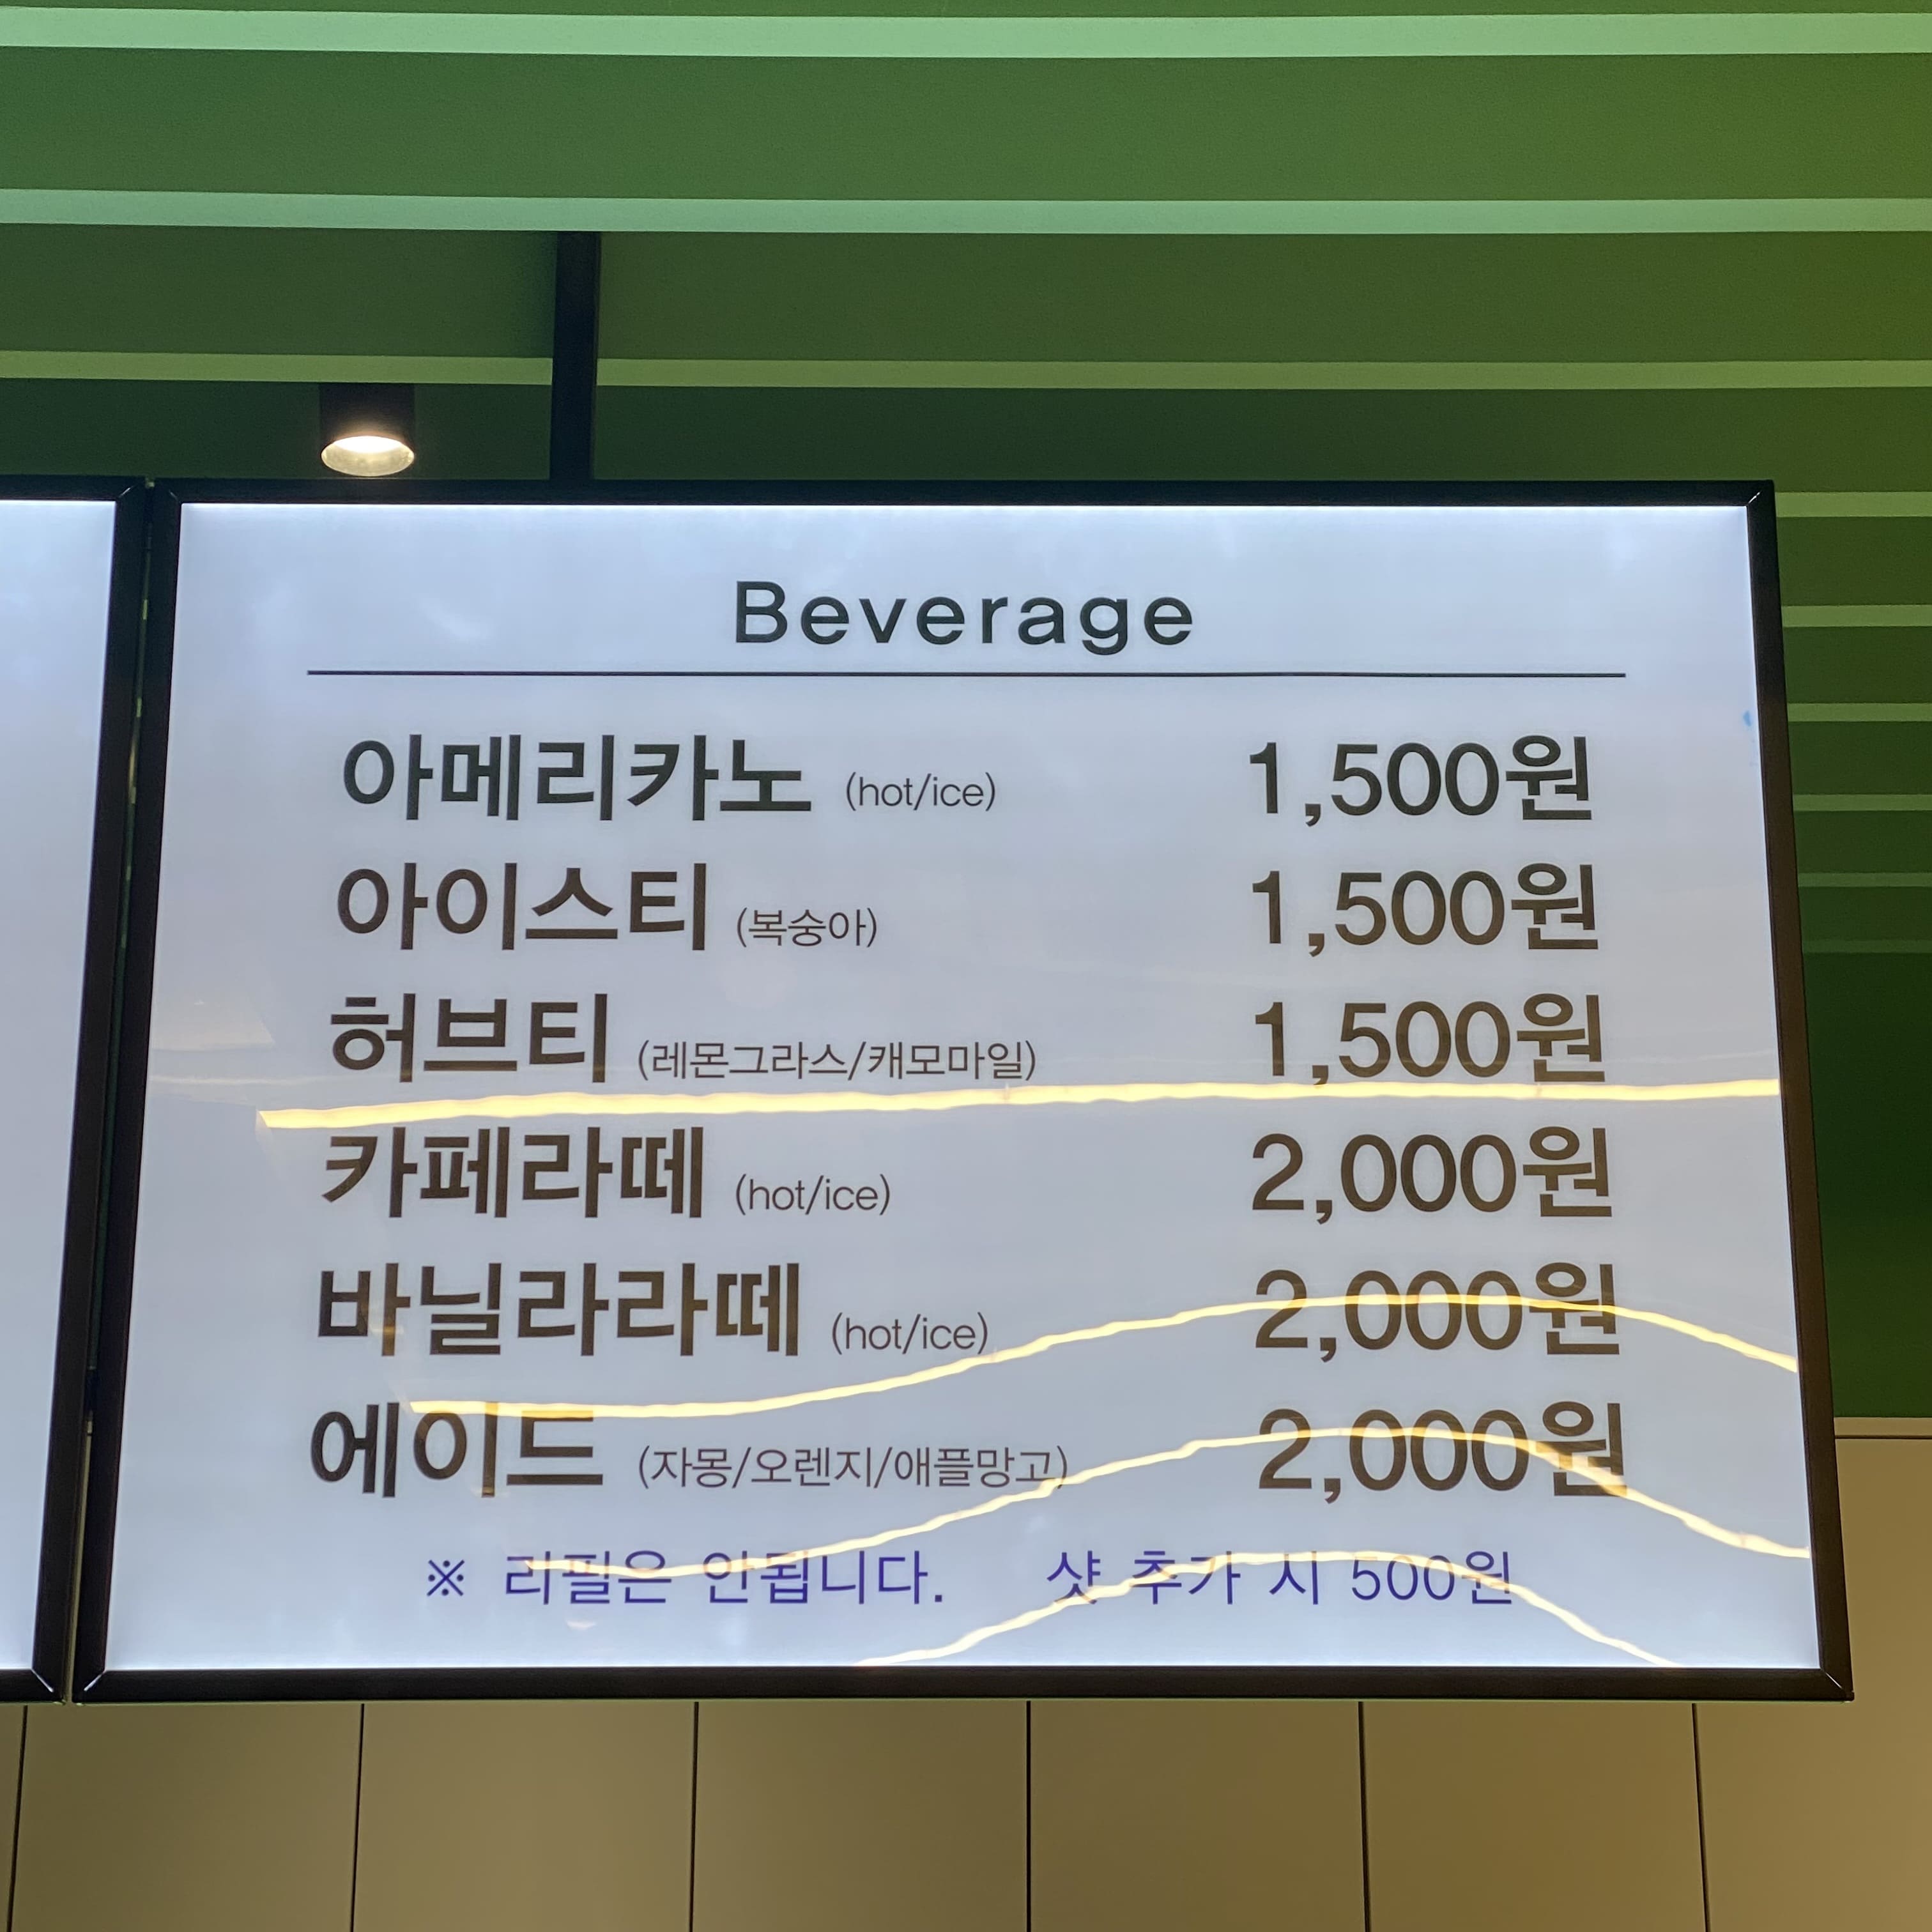 Beverage
아메리카노 (hot/ice) 1,500원
아이스티 (복숭아) 1,500원
허브티 (레몬그라스/캐모마일) 1,500원
카페라떼 (hot/ice) 2,000원
바닐라라떼 (hot/ice) 2,000원
에이드 (자몽/오렌지/애플망고) 2,000원
※ 리필은 안됩니다. 샷 추가 시 500원